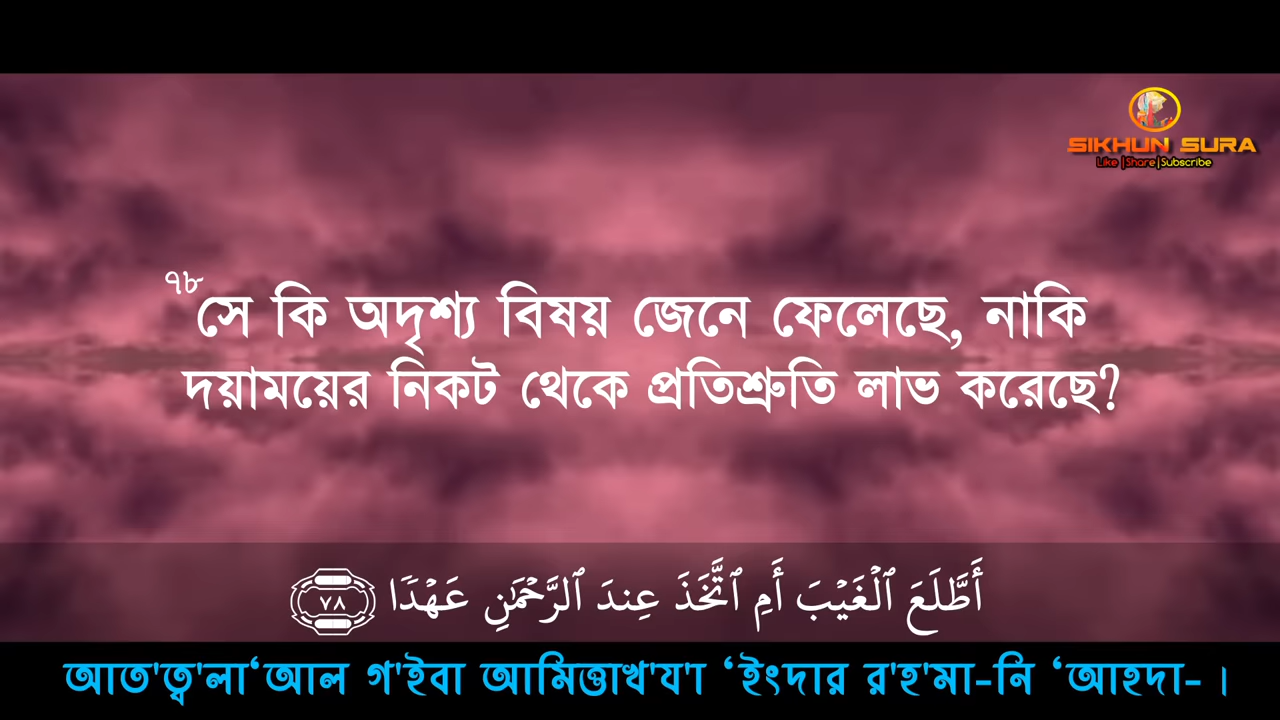 SIKHUN SURA
Like |Share|Subscribe
৭৮সে কি অদৃশ্য বিষয় জেনে ফেলেছে, নাকি
দয়াময়ের নিকট থেকে প্রতিশ্রুতি লাভ করেছে?
أَطَّلَعَ ٱلْغَيْبَ أَمِ ٱتَّخَذَ عِندَ ٱلرَّحْمَٰنِ عَهْدًا ٧٨
আত'ত্ব'লা‘আল গ'ইবা আমিত্তাখ'য'া ‘ইংদার র'হ'মা-নি ‘আহদা-।